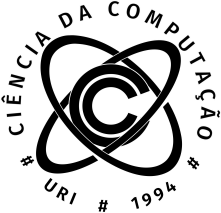 CIÊNCIA DA COMPUTAÇÃO
C
# URI # 1994 #